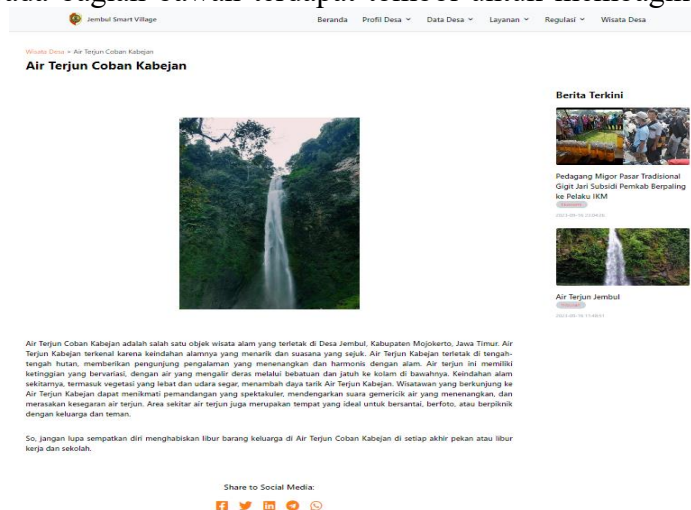 ada bagian bawah terdapat tombol untuk membagik
Jembul Smart Village
Beranda Profil Desa Data Desa Layanan Regulasi Wisata Desa
Wisata Desa » Air Terjun Coban Kabejan
Air Terjun Coban Kabejan
Air Terjun Coban Kabejan adalah salah satu objek wisata alam yang terletak di Desa Jembul, Kabupaten Mojokerto, Jawa Timur. Air
Terjun Kabejan terkenal karena keindahan alamnya yang menarik dan suasana yang sejuk. Air Terjun Kabejan terletak di tengah-
tengah hutan, memberikan pengunjung pengalaman yang menenangkan dan harmonis dengan alam. Air terjun ini memiliki
ketinggian yang bervariasi, dengan air yang mengalir deras melalui bebatuan dan jatuh ke kolam di bawahnya. Keindahan alam
sekitarnya, termasuk vegetasi yang lebat dan udara segar, menambah daya tarik Air Terjun Kabejan. Wisatawan yang berkunjung ke
Air Terjun Kabejan dapat menikmati pemandangan yang spektakuler, mendengarkan suara gemericik air yang menenangkan, dan
merasakan kesegaran air terjun. Area sekitar air terjun juga merupakan tempat yang ideal untuk bersantai, berfoto, atau berpiknik
dengan keluarga dan teman.
So, jangan lupa sempatkan diri menghabiskan libur barang keluarga di Air Terjun Coban Kabejan di setiap akhir pekan atau libur
kerja dan sekolah.
Share to Social Media:
Berita Terkini
Pedagang Migor Pasar Tradisional
Gigit Jari Subsidi Pemkab Berpaling
ke Pelaku IKM
Air Terjun Jembul